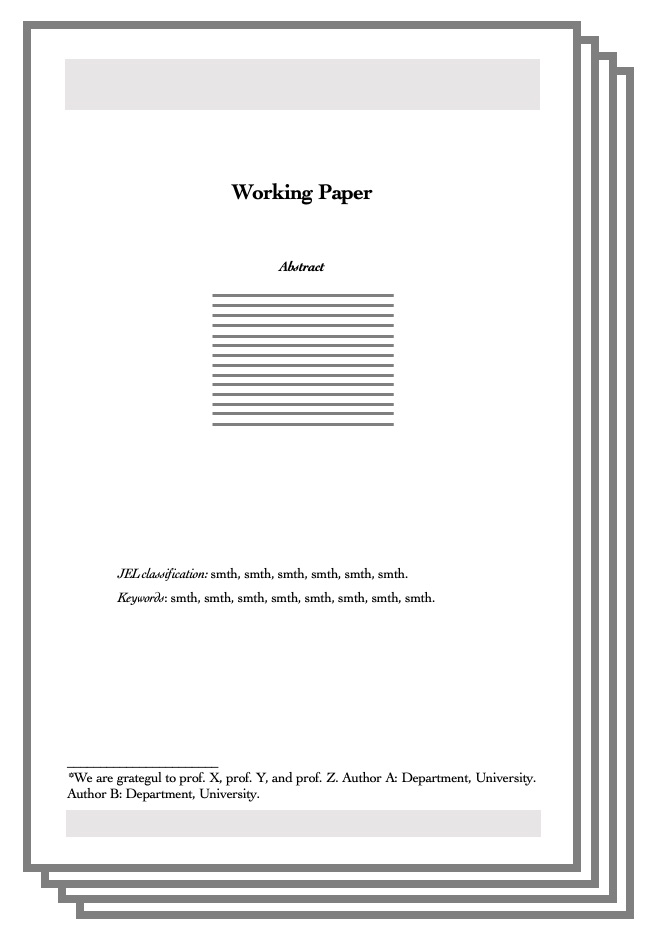 Working Paper
Abstract
JEL classification: smth, smth, smth, smth, smth, smth.
Keywords: smth, smth, smth, smth, smth, smth, smth, smth.
*We are grategul to prof. X, prof. Y, and prof. Z. Author A: Department, University.
Author B: Department, University.